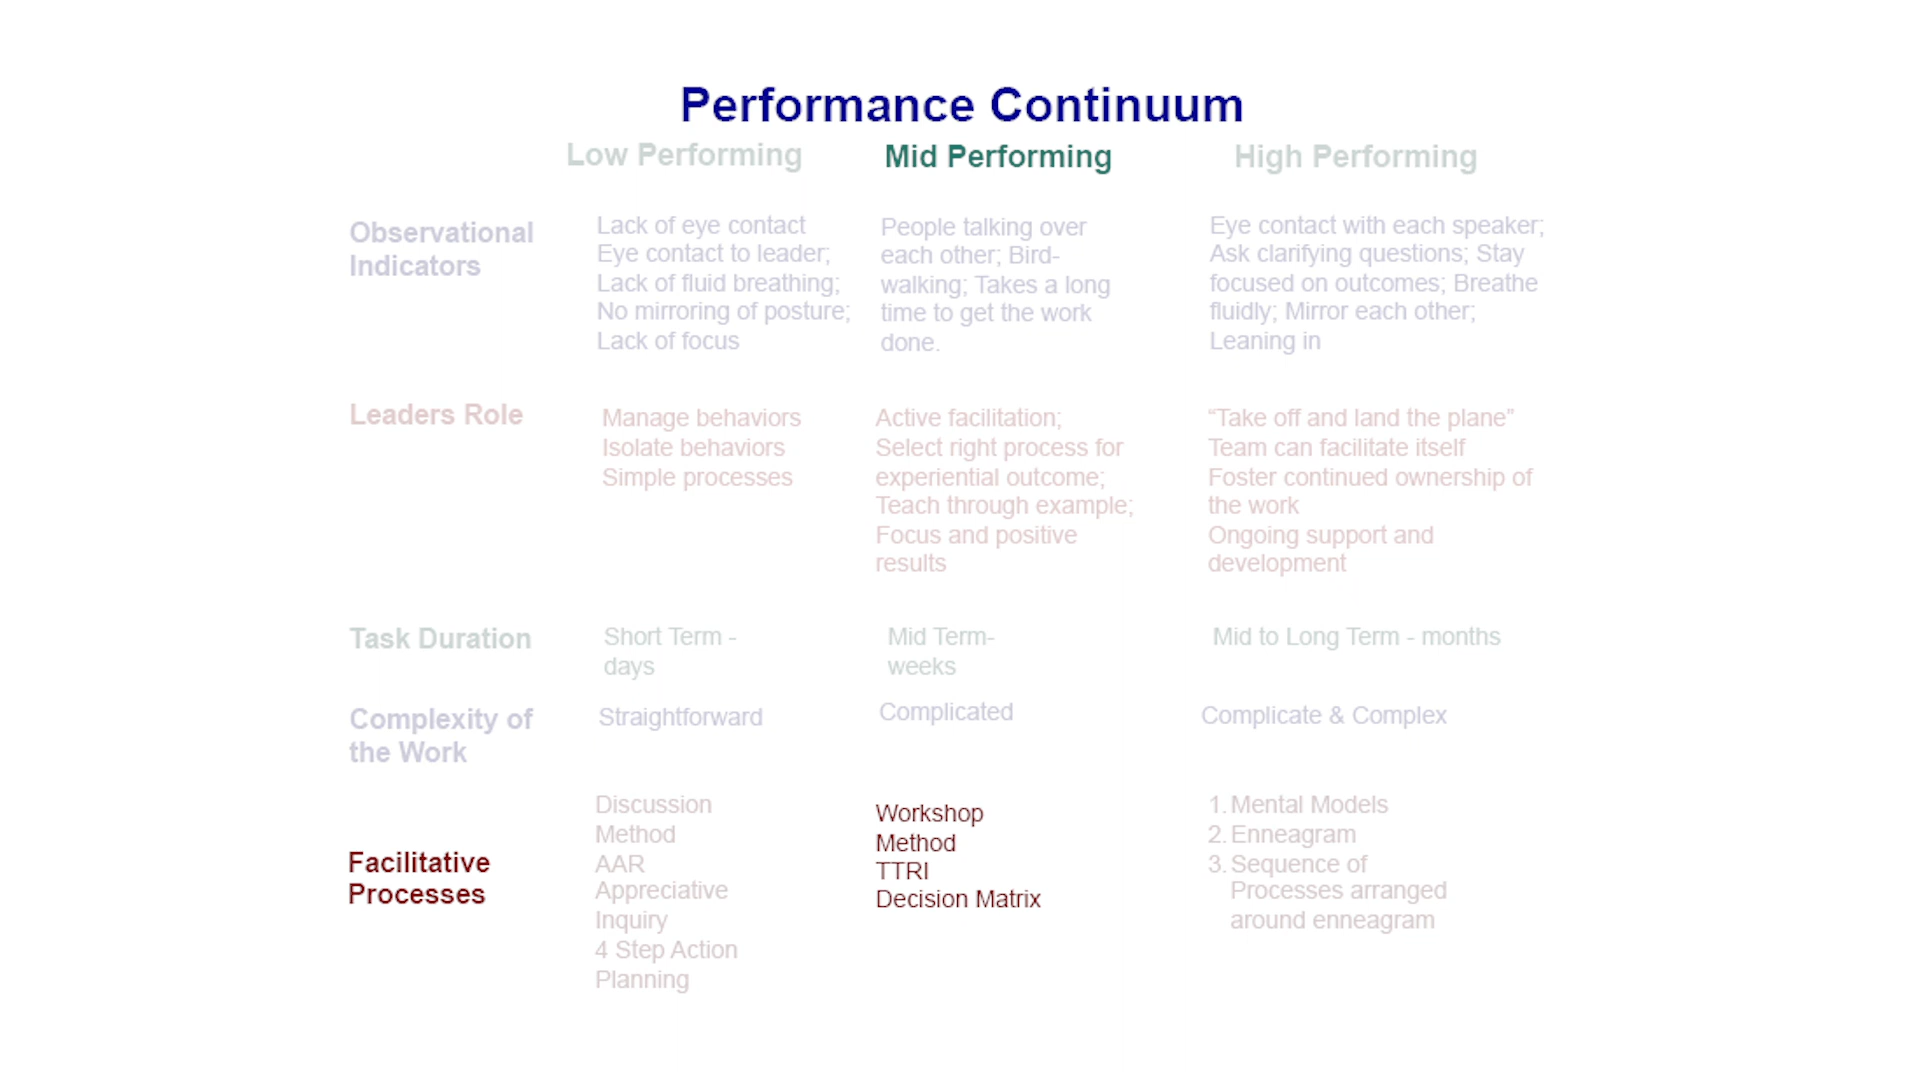 Performance Continuum
Low Performing
Mid Performing
High Performing
Observational
Indicators
Lack of eye contact
Eye contact to leader;
Lack of fluid breathing;
No mirroring of posture;
Lack of focus
People talking over
each other; Bird-
walking; Takes a long
time to get the work
done.
Eye contact with each speaker;
Ask clarifying questions; Stay
focused on outcomes; Breathe
fluidly; Mirror each other;
Leaning in
Leaders Role
Manage behaviors
Isolate behaviors
Simple processes
Active facilitation;
Select right process for
experiential outcome;
Teach through example;
Focus and positive
results
“Take off and land the plane”
Team can facilitate itself
Foster continued ownership of
the work
Ongoing support and
development
Task Duration
Short Term -
days
Mid Term-
weeks
Mid to Long Term - months
Complexity of
the Work
Straightforward
Complicated
Complicate & Complex
Facilitative
Processes
Discussion
Method
AAR
Appreciative
Inquiry
4 Step Action
Planning
Workshop
Method
TTRI
Decision Matrix
1. Mental Models
2. Enneagram
3. Sequence of
Processes arranged
around enneagram